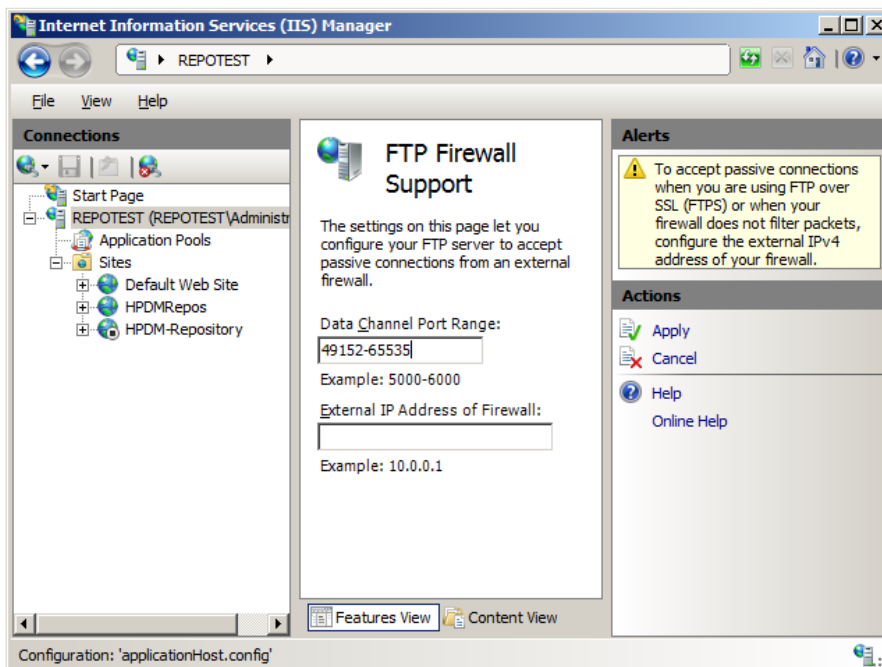 Internet Information Services (IIS) Manager
REPOTEST
File View Help
Connections
Start Page
REPOTEST (REPOTEST\Administr
Application Pools
Sites
Default Web Site
HPDMRepos
HPDM-Repository
FTP Firewall
Support
The settings on this page let you
configure your FTP server to accept
passive connections from an external
firewall.
Data Channel Port Range:
49152-65535
Example: 5000-6000
External IP Address of Firewall:
Example: 10.0.0.1
Features View Content View
Alerts
To accept passive connections
when you are using FTP over
SSL (FTPS) or when your
firewall does not filter packets,
configure the external IPv4
address of your firewall.
Actions
Apply
Cancel
Help
Online Help
Configuration: 'applicationHost.config'